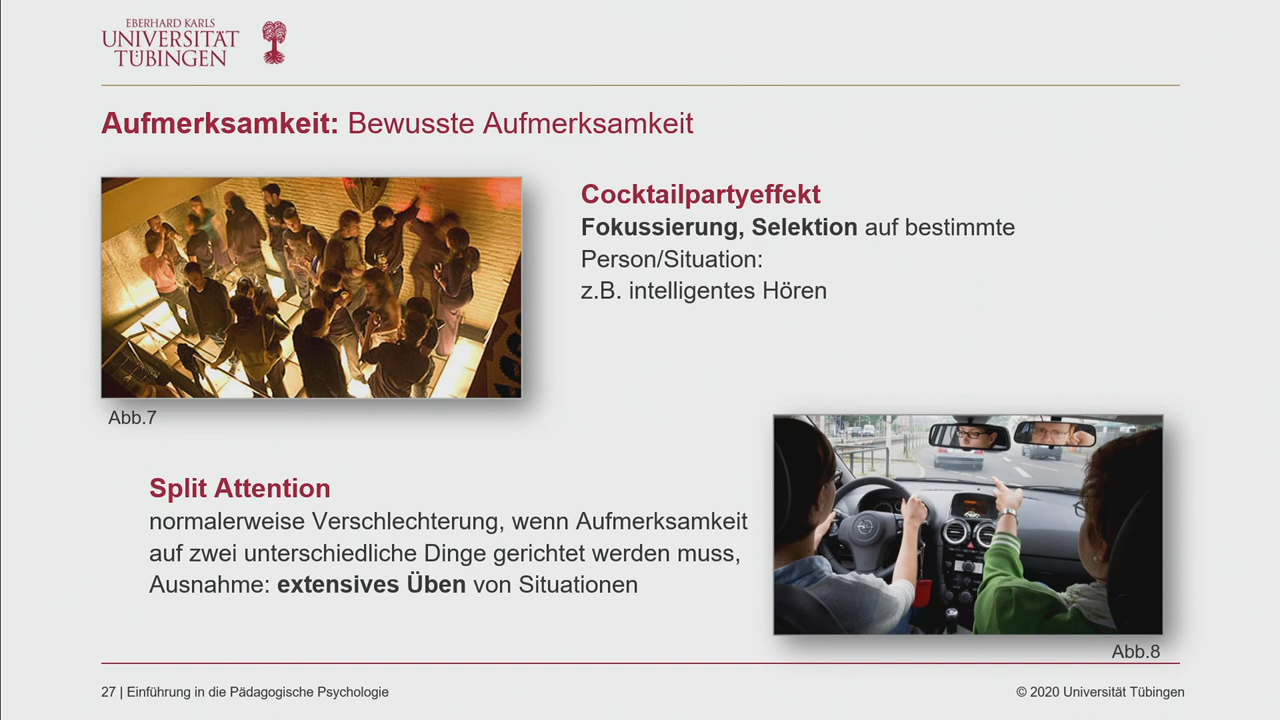 EBERHARD KARLS
UNIVERSITÄT
TÜBINGEN
Aufmerksamkeit: Bewusste Aufmerksamkeit
Cocktailpartyeffekt
Fokussierung, Selektion auf bestimmte
Person/Situation:
z.B. intelligentes Hören
Abb.7
Split Attention
normalerweise Verschlechterung, wenn Aufmerksamkeit
auf zwei unterschiedliche Dinge gerichtet werden muss,
Ausnahme: extensives Üben von Situationen
Abb.8
27 | Einführung in die Pädagogische Psychologie
© 2020 Universität Tübingen